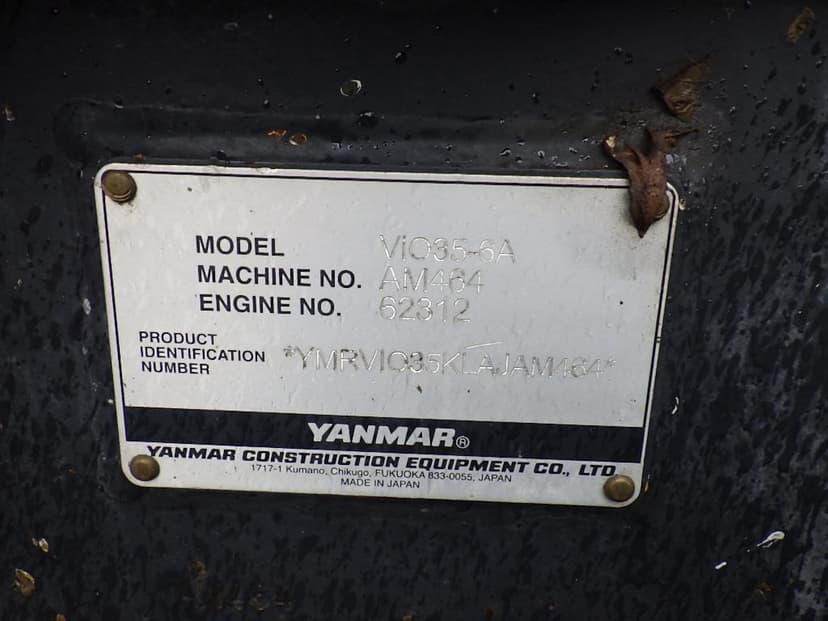 MODEL ViO35-6A
MACHINE NO. AM464
ENGINE NO. 62312
PRODUCT
IDENTIFICATION *YMRVIO35KLAJAM464*
NUMBER
YANMAR®
YANMAR CONSTRUCTION EQUIPMENT CO., LTD
1717-1 Kumano, Chikugo, FUKUOKA 833-0055, JAPAN
MADE IN JAPAN